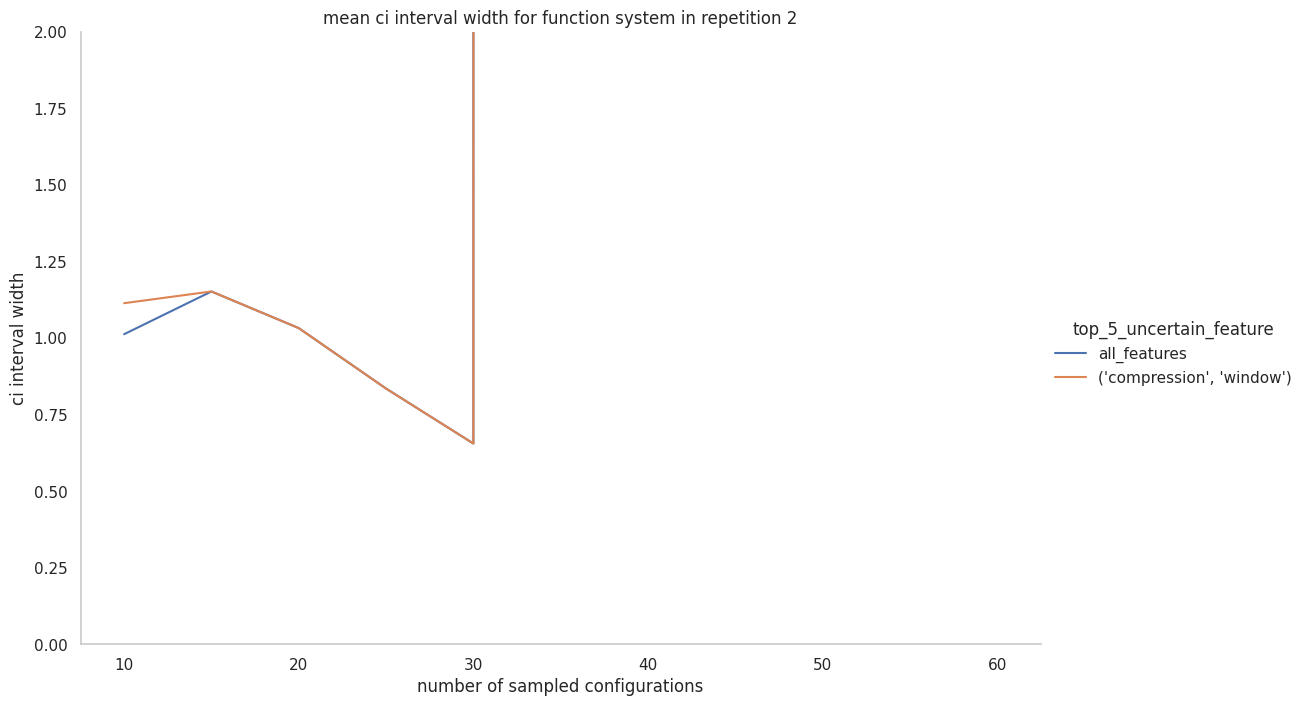 mean ci interval width for function system in repetition 2
2.00
1.75
1.50
1.25
1.00
0.75
0.50
0.25
0.00
ci interval width
10 20 30 40 50 60
number of sampled configurations
top_5_uncertain_feature
all_features
('compression', 'window')